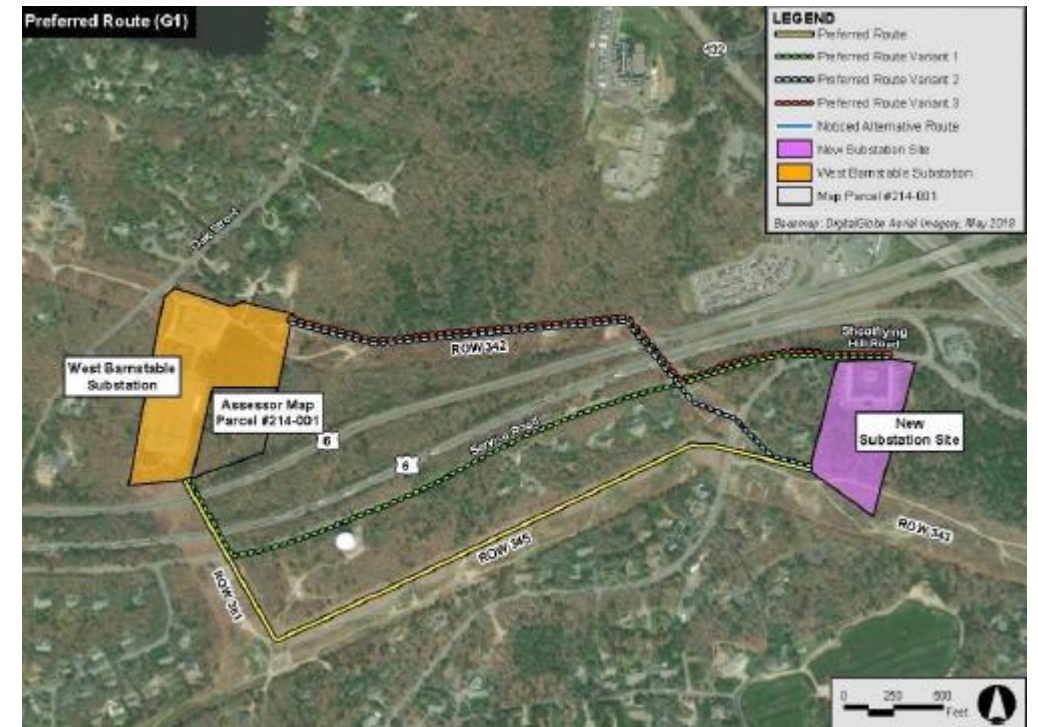 Preferred Route (G1)
LEGEND
Preferred Route
Preferred Route Variant 1
Preferred Route Variant 2
Preferred Route Variant 3
Noticed Alternative Route
New Substation Site
West Barnstable Substation
Map Parcel #214-001
Basemap: DigitalGlobe Aerial Imagery, May 2018
132
Oak Street
ROW 342
Shootflying
Hill Road
West Barnstable
Substation
Assessor Map
Parcel #214-001
6
Service Road
6
New
Substation Site
ROW 343
ROW 345
ROW 381
0 250 500
Feet